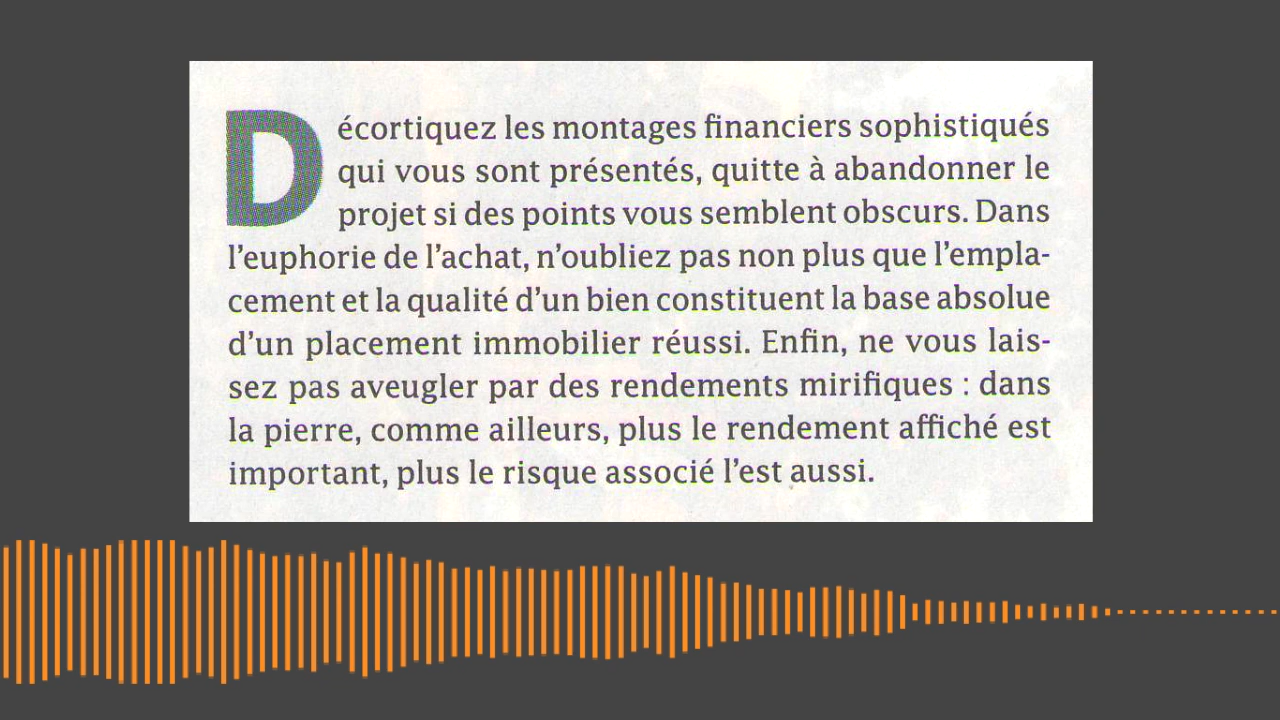 Décortiquez les montages financiers sophistiqués
qui vous sont présentés, quitte à abandonner le
projet si des points vous semblent obscurs. Dans
l'euphorie de l'achat, n'oubliez pas non plus que l'empla-
cement et la qualité d'un bien constituent la base absolue
d'un placement immobilier réussi. Enfin, ne vous lais-
sez pas aveugler par des rendements mirifiques : dans
la pierre, comme ailleurs, plus le rendement affiché est
important, plus le risque associé l'est aussi.